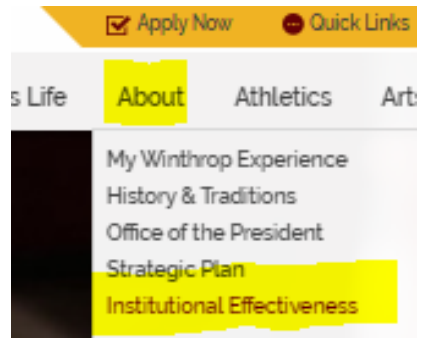 Apply Now Quick Links
s Life About Athletics Art
My Winthrop Experience
History & Traditions
Office of the President
Strategic Plan
Institutional Effectiveness